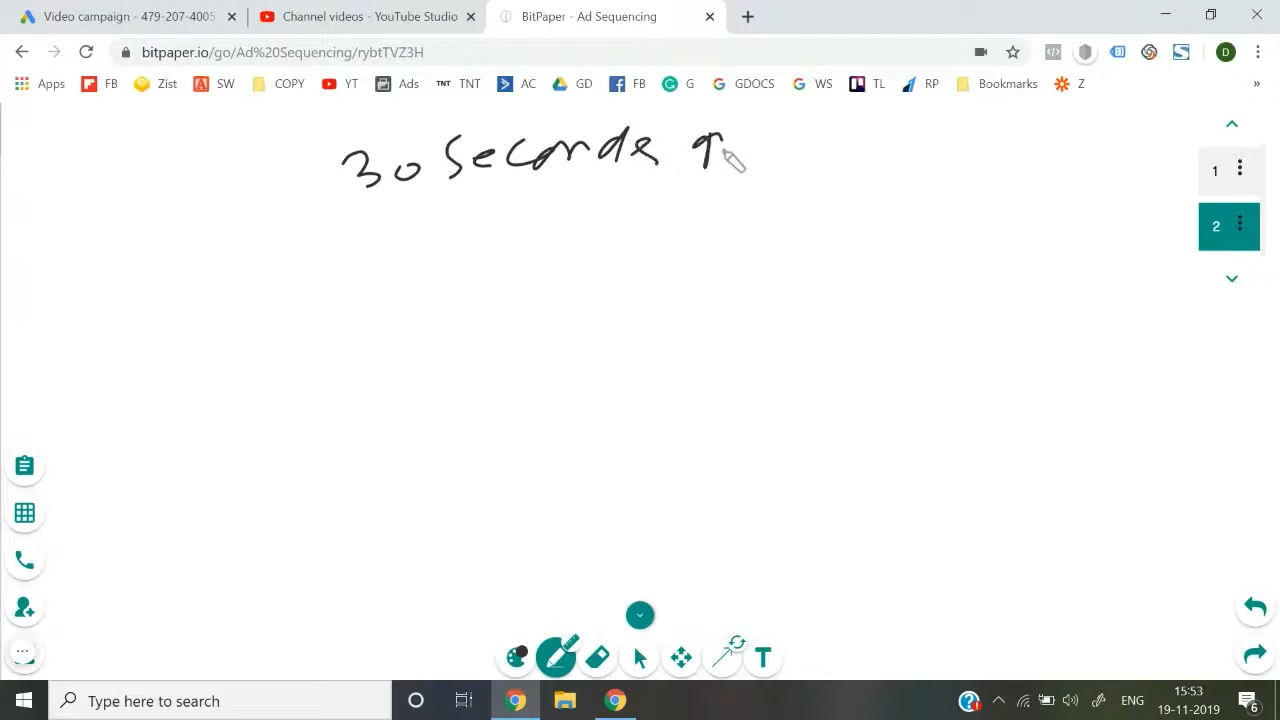 Video campaign - 479-207-4005
Channel videos - YouTube Studio
BitPaper - Ad Sequencing
bitpaper.io/go/Ad%20Sequencing/rybtTVZ3H
D
Apps FB Zist SW COPY YT Ads TNT TNT AC GD FB G GDOCS WS TL RP Bookmarks Z »
30 Seconds
1
2
T
Type here to search
ENG
15:53
19-11-2019
6